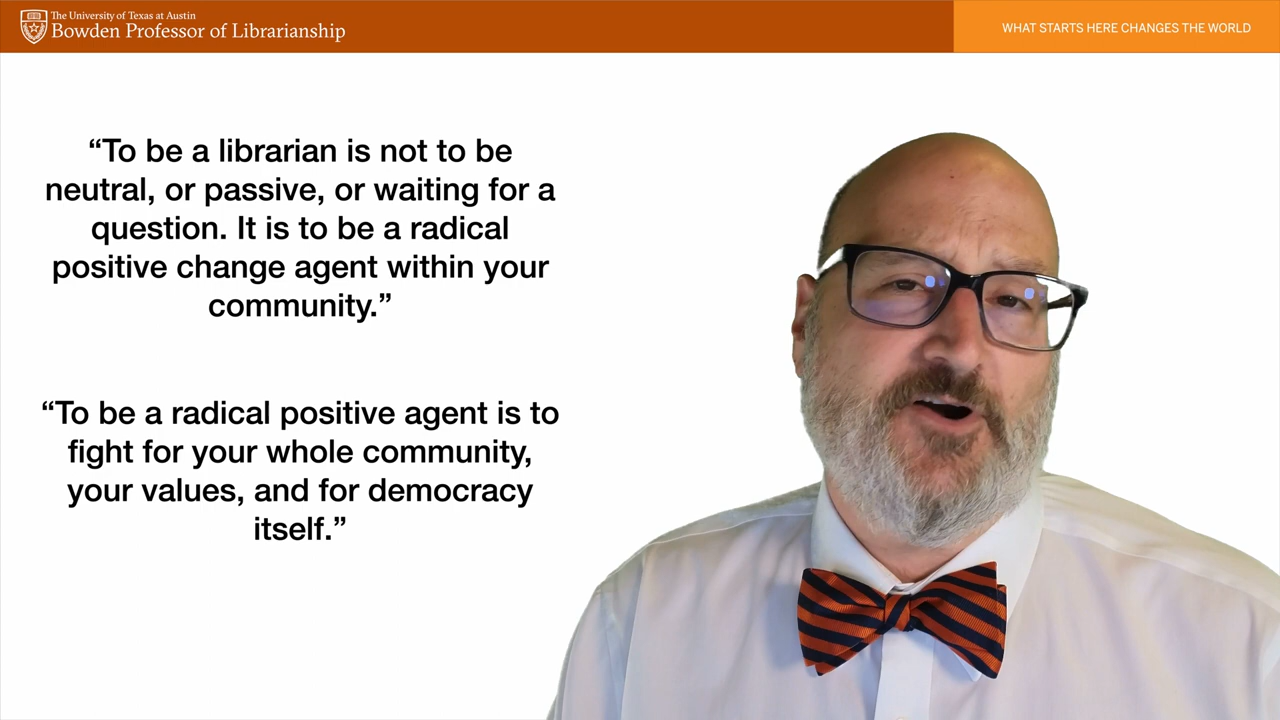 The University of Texas at Austin
Bowden Professor of Librarianship
WHAT STARTS HERE CHANGES THE WORLD
“To be a librarian is not to be
neutral, or passive, or waiting for a
question. It is to be a radical
positive change agent within your
community.”
“To be a radical positive agent is to
fight for your whole community,
your values, and for democracy
itself.”